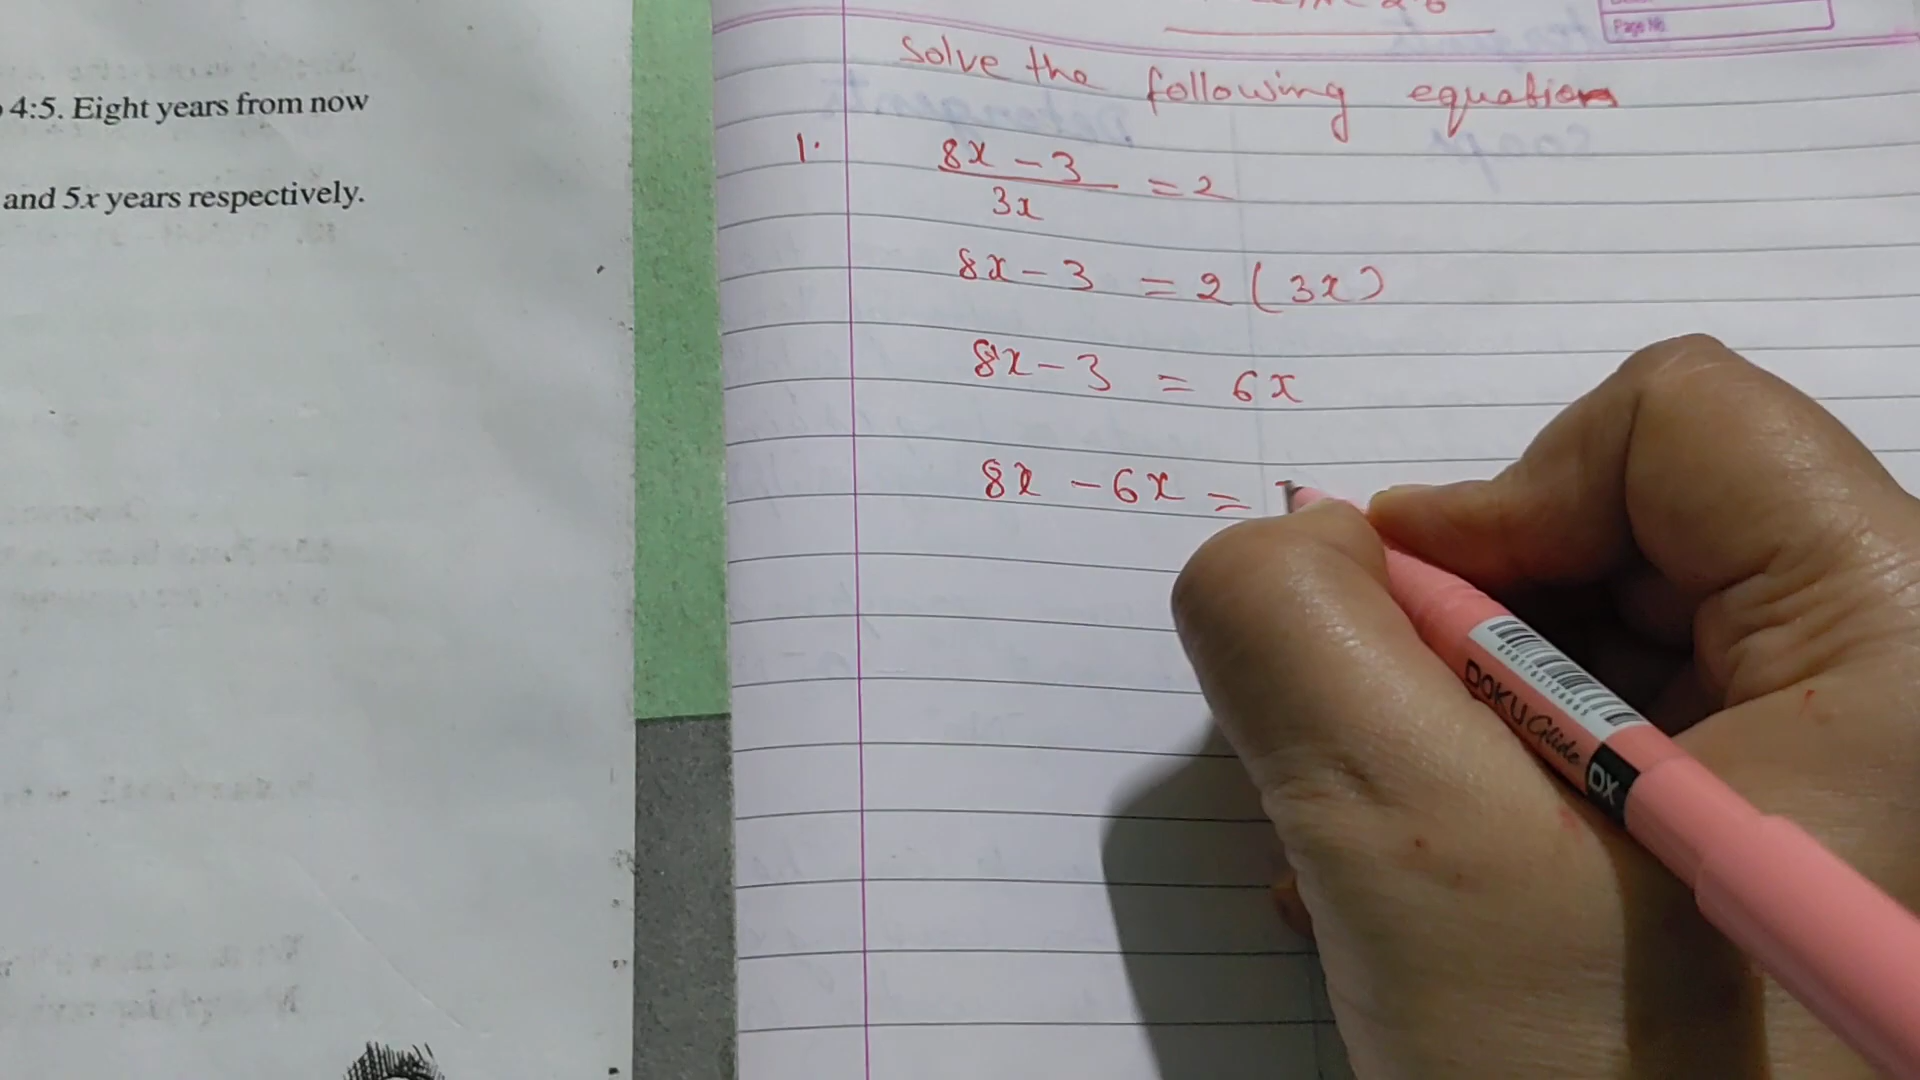 4:5. Eight years from now
and 5x years respectively.
Page No
Solve the following equation
1. 8x - 3
3x
= 2
8x - 3 = 2 ( 3x )
8x - 3 = 6x
8x - 6x =
DOKU Glide DX